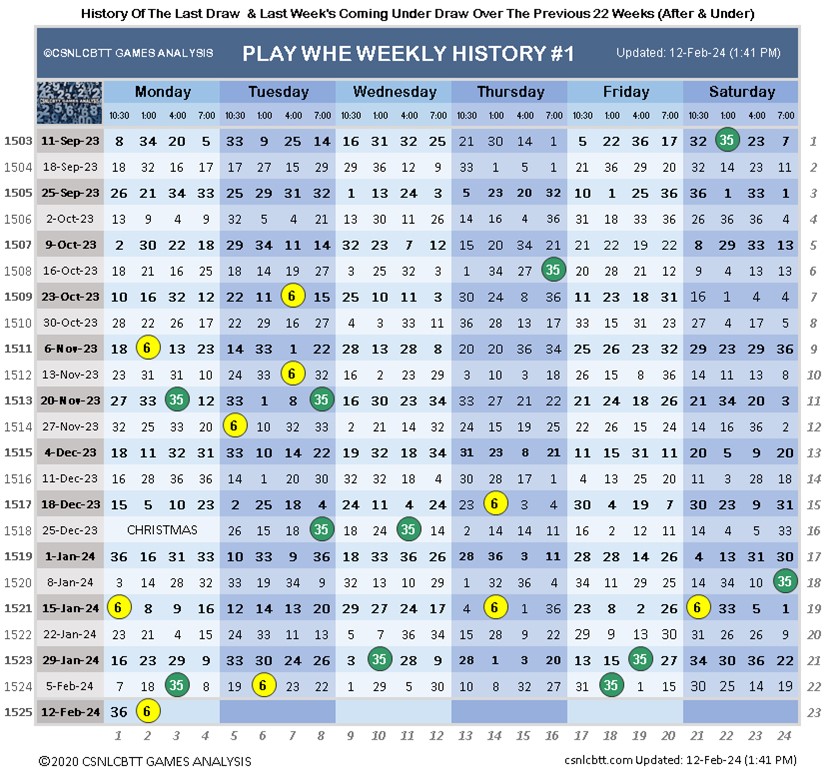 History Of The Last Draw & Last Week's Coming Under Draw Over The Previous 22 Weeks (After & Under)
©CSNLCBTT GAMES ANALYSIS PLAY WHE WEEKLY HISTORY #1 Updated: 12-Feb-24 (1:41 PM)
Monday Tuesday Wednesday Thursday Friday Saturday
CSNLCBTT GAMES ANALYSIS 10:30 1:00 4:00 7:00 10:30 1:00 4:00 7:00 10:30 1:00 4:00 7:00 10:30 1:00 4:00 7:00 10:30 1:00 4:00 7:00 10:30 1:00 4:00 7:00
1503 11-Sep-23 8 34 20 5 33 9 25 14 16 31 32 25 21 30 14 1 5 22 36 17 32 35 23 7 1
1504 18-Sep-23 18 32 16 17 17 27 15 29 29 36 12 9 33 1 5 1 21 36 29 20 32 14 23 11 2
1505 25-Sep-23 26 21 34 33 25 29 31 32 1 13 24 3 5 23 20 32 10 1 25 36 36 1 33 1 3
1506 2-Oct-23 13 9 4 9 32 5 4 21 13 30 11 26 14 16 4 36 31 18 33 36 26 36 36 4 4
1507 9-Oct-23 2 30 22 18 29 34 11 14 32 23 7 12 15 20 34 21 21 22 19 22 8 29 33 13 5
1508 16-Oct-23 18 21 16 25 18 14 19 27 3 25 32 3 1 34 27 35 20 28 21 12 9 4 13 13 6
1509 23-Oct-23 10 16 32 12 22 11 6 15 25 10 11 3 30 24 8 36 11 23 18 31 16 1 4 4 7
1510 30-Oct-23 28 22 26 17 22 29 16 27 4 3 33 11 36 28 13 17 33 15 31 23 27 4 17 5 8
1511 6-Nov-23 18 6 13 23 14 33 1 22 28 13 28 8 20 20 36 34 25 26 23 32 29 23 29 36 9
1512 13-Nov-23 23 31 31 10 24 33 6 32 16 2 23 29 3 10 3 18 26 15 8 36 14 11 13 8 10
1513 20-Nov-23 27 33 35 12 33 1 8 35 16 30 23 34 33 27 21 22 21 24 18 26 21 34 20 3 11
1514 27-Nov-23 32 25 33 20 6 10 32 33 2 21 14 32 24 15 19 25 22 19 32 25 14 16 36 2 12
1515 4-Dec-23 18 11 32 31 33 10 14 22 19 32 18 34 31 23 8 21 11 15 31 31 20 5 9 20 13
1516 11-Dec-23 16 28 36 36 14 1 20 30 32 32 18 4 30 28 17 1 4 13 25 20 11 3 28 18 14
1517 18-Dec-23 15 5 10 23 2 25 18 4 24 11 4 24 23 6 3 4 30 4 19 7 30 23 9 31 15
1518 25-Dec-23 CHRISTMAS 26 15 18 35 18 24 35 14 2 14 14 11 16 2 12 11 14 4 5 33 16
1519 1-Jan-24 36 16 31 33 10 33 9 36 18 33 36 26 28 36 3 11 28 28 14 26 4 13 31 30 17
1520 8-Jan-24 3 14 28 32 33 19 34 9 32 13 10 29 1 32 36 4 34 11 29 25 14 34 10 35 18
1521 15-Jan-24 6 8 9 16 12 14 13 20 29 27 24 17 4 6 1 36 23 8 2 26 6 33 5 1 19
1522 22-Jan-24 23 21 4 15 24 33 11 13 5 7 36 34 15 28 9 22 29 9 13 30 31 26 26 9 20
1523 29-Jan-24 16 23 29 9 33 30 24 26 3 35 28 9 28 1 3 20 13 15 35 27 34 30 36 22 21
1524 5-Feb-24 7 18 35 8 19 6 23 22 1 29 5 30 10 8 32 27 31 35 1 15 30 25 14 19 22
1525 12-Feb-24 36 6 23
1 2 3 4 5 6 7 8 9 10 11 12 13 14 15 16 17 18 19 20 21 22 23 24
©2020 CSNLCBTT GAMES ANALYSIS csnlcbtt.com Updated: 12-Feb-24 (1:41 PM)